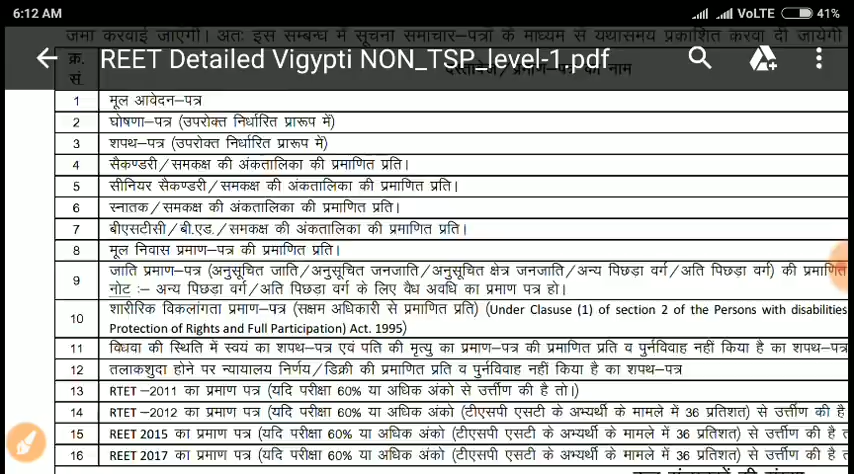 6:12 AM VoLTE 41%
जमा करवाई जाएगी। अतः इस सम्बन्ध में सूचना समाचार–पत्रों के माध्यम से यथासमय प्रकाशित करवा दी जायेगी
REET Detailed Vigypti NON_TSP_level-1.pdf
क्र. सं दस्तावेज/प्रमाण–पत्र का नाम
1 मूल आवेदन–पत्र
2 घोषणा–पत्र (उपरोक्त निर्धारित प्रारूप में)
3 शपथ–पत्र (उपरोक्त निर्धारित प्रारूप में)
4 सैकण्डरी/समकक्ष की अंकतालिका की प्रमाणित प्रति।
5 सीनियर सैकण्डरी/समकक्ष की अंकतालिका की प्रमाणित प्रति।
6 स्नातक/समकक्ष की अंकतालिका की प्रमाणित प्रति।
7 बीएसटीसी/बी.एड./समकक्ष की अंकतालिका की प्रमाणित प्रति।
8 मूल निवास प्रमाण–पत्र की प्रमाणित प्रति।
9 जाति प्रमाण–पत्र (अनुसूचित जाति/अनुसूचित जनजाति/अनुसूचित क्षेत्र जनजाति/अन्य पिछड़ा वर्ग/अति पिछड़ा वर्ग) की प्रमाणित
नोट :– अन्य पिछड़ा वर्ग/अति पिछड़ा वर्ग के लिए वैध अवधि का प्रमाण पत्र हो।
10 शारीरिक विकलांगता प्रमाण–पत्र (सक्षम अधिकारी से प्रमाणित प्रति) (Under Clasuse (1) of section 2 of the Persons with disabilities
Protection of Rights and Full Participation) Act. 1995)
11 विधवा की स्थिति में स्वयं का शपथ–पत्र एवं पति की मृत्यु का प्रमाण–पत्र की प्रमाणित प्रति व पुर्नविवाह नहीं किया है का शपथ–पत्र
12 तलाकशुदा होने पर न्यायालय निर्णय/डिक्री की प्रमाणित प्रति व पुर्नविवाह नहीं किया है का शपथ–पत्र
13 RTET –2011 का प्रमाण पत्र (यदि परीक्षा 60% या अधिक अंको से उर्त्तीण की है तो।)
14 RTET –2012 का प्रमाण पत्र (यदि परीक्षा 60% या अधिक अंको (टीएसपी एसटी के अभ्यर्थी के मामले में 36 प्रतिशत) से उर्त्तीण की है
15 REET 2015 का प्रमाण पत्र (यदि परीक्षा 60% या अधिक अंको (टीएसपी एसटी के अभ्यर्थी के मामले में 36 प्रतिशत) से उर्त्तीण की है त
16 REET 2017 का प्रमाण पत्र (यदि परीक्षा 60% या अधिक अंको (टीएसपी एसटी के अभ्यर्थी के मामले में 36 प्रतिशत) से उर्त्तीण की है त